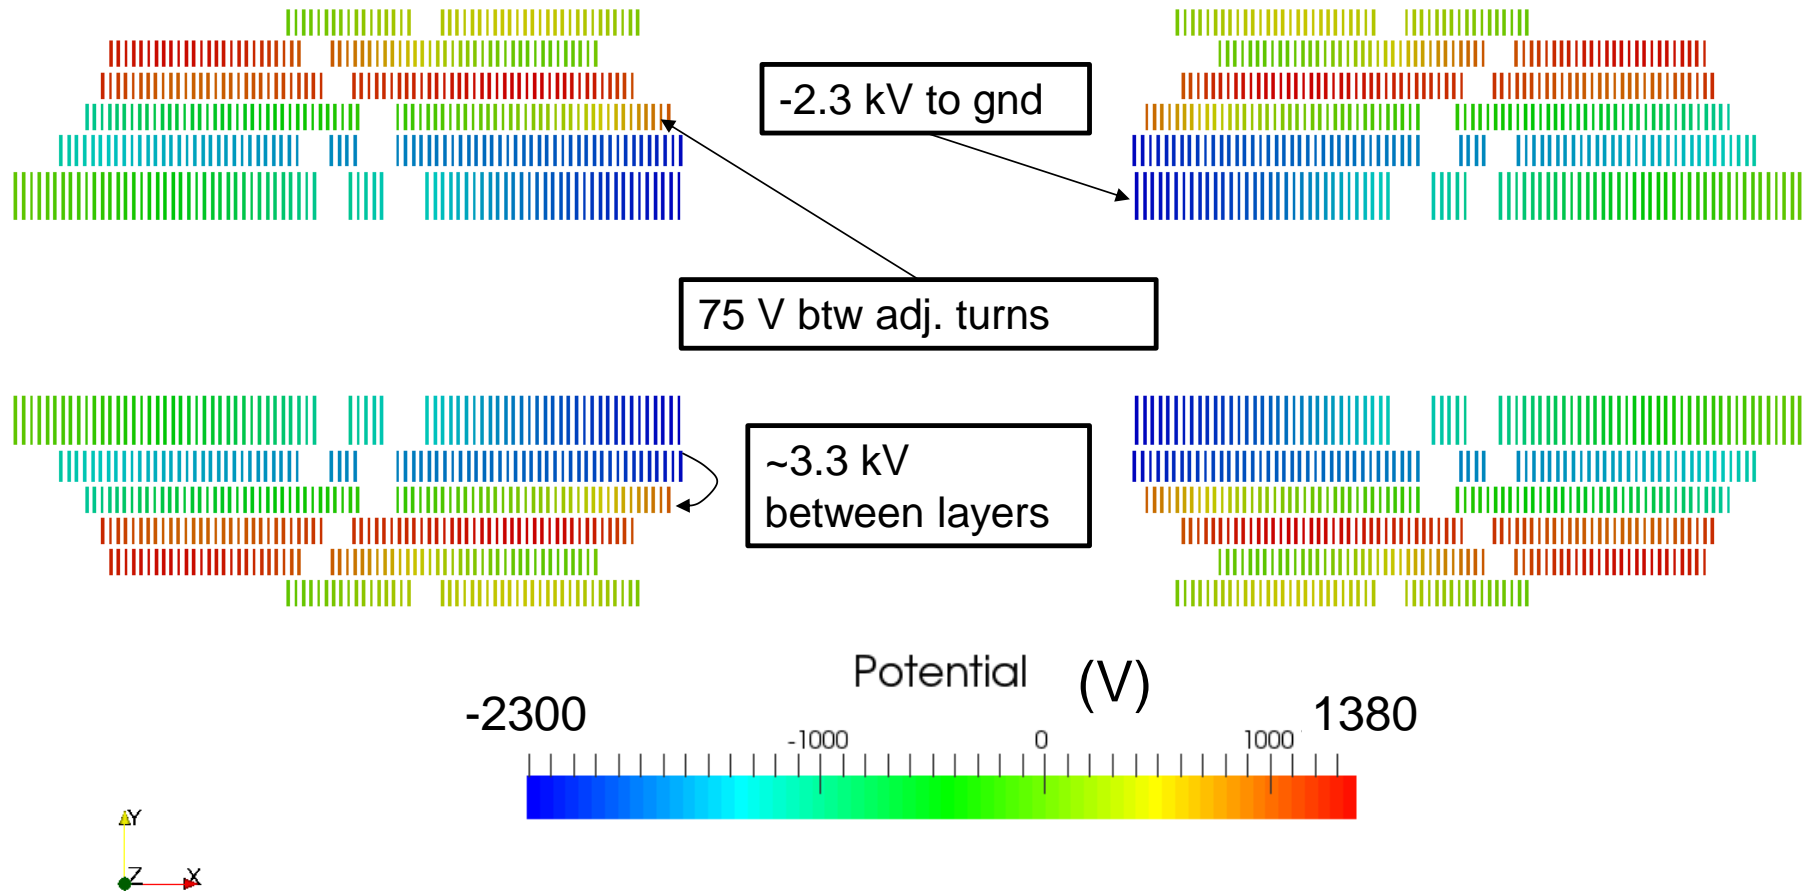 -2.3 kV to gnd
75 V btw adj. turns
~3.3 kV
between layers
Potential (V)
-2300
1380
-1000
0
1000
Y
Z
X